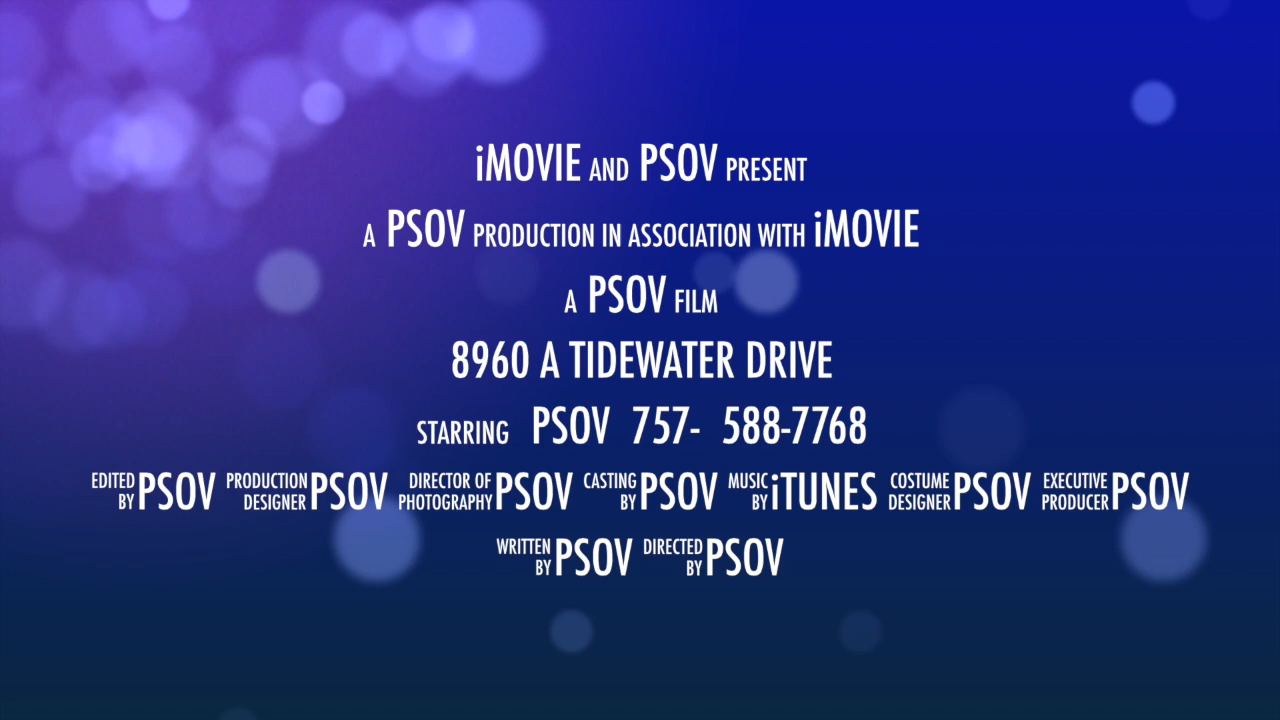 iMOVIE AND PSOV PRESENT
A PSOV PRODUCTION IN ASSOCIATION WITH iMOVIE
A PSOV FILM
8960 A TIDEWATER DRIVE
STARRING PSOV 757- 588-7768
EDITED BY PSOV PRODUCTION DESIGNER PSOV DIRECTOR OF PHOTOGRAPHY PSOV CASTING BY PSOV MUSIC BY iTUNES COSTUME DESIGNER PSOV EXECUTIVE PRODUCER PSOV
WRITTEN BY PSOV DIRECTED BY PSOV